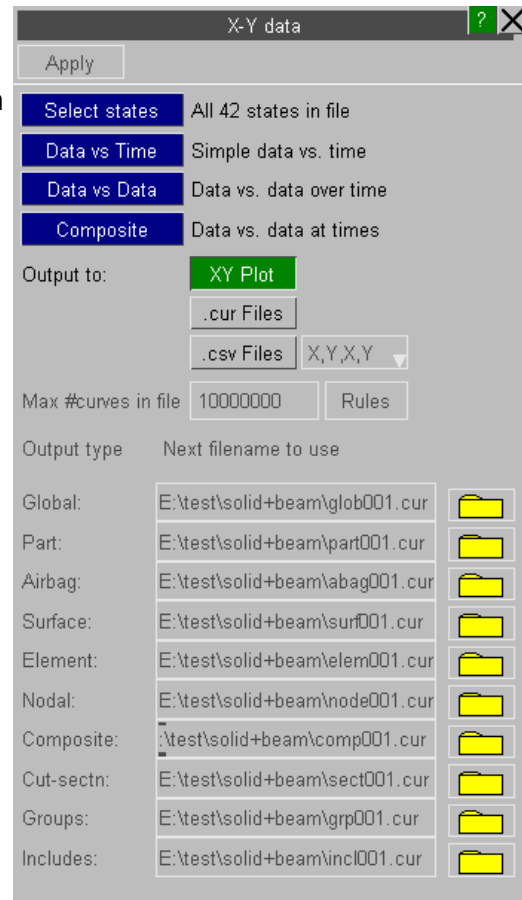 X-Y data ?
Apply
Select states All 42 states in file
Data vs Time Simple data vs. time
Data vs Data Data vs. data over time
Composite Data vs. data at times
Output to: XY Plot
.cur Files
.csv Files X,Y,X,Y
Max #curves in file 10000000 Rules
Output type Next filename to use
Global: E:\test\solid+beam\glob001.cur
Part: E:\test\solid+beam\part001.cur
Airbag: E:\test\solid+beam\abag001.cur
Surface: E:\test\solid+beam\surf001.cur
Element: E:\test\solid+beam\elem001.cur
Nodal: E:\test\solid+beam\node001.cur
Composite: :\test\solid+beam\comp001.cur
Cut-sectn: E:\test\solid+beam\sect001.cur
Groups: E:\test\solid+beam\grp001.cur
Includes: E:\test\solid+beam\incl001.cur